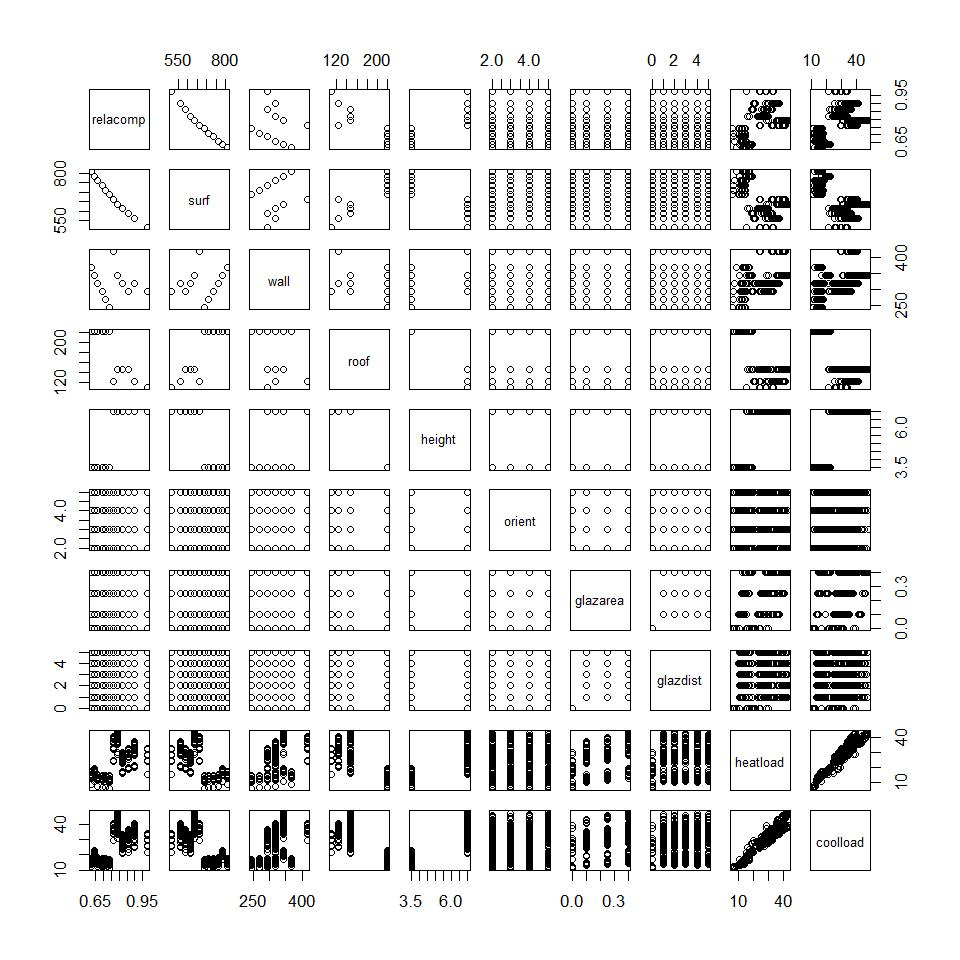 550 800 120 200 2.0 4.0 0 2 4 10 40
relacomp 0.65 0.95
550 800 surf
wall 250 400
120 200 roof
height 3.5 6.0
2.0 4.0 orient
glazarea 0.0 0.3
0 2 4 glazdist
heatload 10 40
10 40 coolload
0.65 0.95 250 400 3.5 6.0 0.0 0.3 10 40